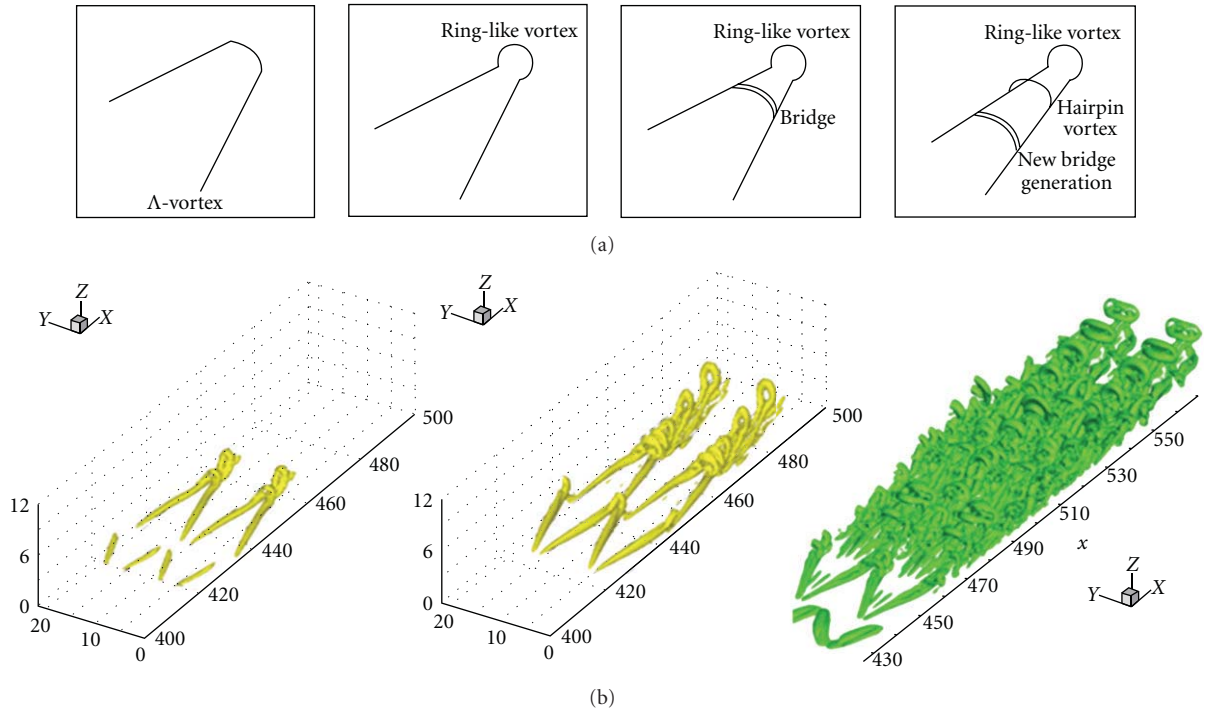 Λ-vortex
Ring-like vortex
Ring-like vortex
Bridge
Ring-like vortex
Hairpin
vortex
New bridge
generation
(a)
Z
Y
X
12
6
0
20
10
0
400
420
440
460
480
500
Z
Y
X
12
6
0
20
10
0
400
420
440
460
480
500
430
450
470
490
510
530
550
x
Z
Y
X
(b)